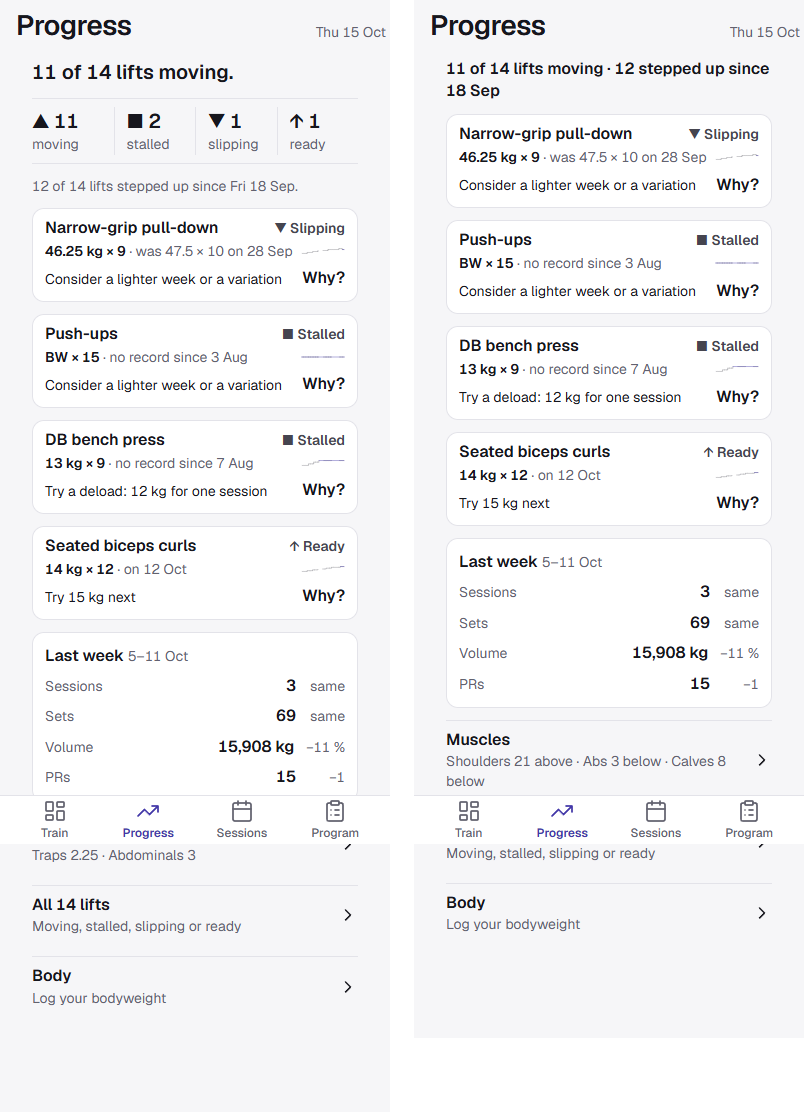 Progress
Thu 15 Oct
11 of 14 lifts moving.
▲ 11
moving
■ 2
stalled
▼ 1
slipping
↑ 1
ready
12 of 14 lifts stepped up since Fri 18 Sep.
Narrow-grip pull-down
▼ Slipping
46.25 kg × 9 · was 47.5 × 10 on 28 Sep
Consider a lighter week or a variation
Why?
Push-ups
■ Stalled
BW × 15 · no record since 3 Aug
Consider a lighter week or a variation
Why?
DB bench press
■ Stalled
13 kg × 9 · no record since 7 Aug
Try a deload: 12 kg for one session
Why?
Seated biceps curls
↑ Ready
14 kg × 12 · on 12 Oct
Try 15 kg next
Why?
Last week 5–11 Oct
Sessions 3 same
Sets 69 same
Volume 15,908 kg −11 %
PRs 15 −1
Train
Progress
Sessions
Program
Traps 2.25 · Abdominals 3
All 14 lifts
Moving, stalled, slipping or ready
Body
Log your bodyweight
Progress
Thu 15 Oct
11 of 14 lifts moving · 12 stepped up since
18 Sep
Narrow-grip pull-down
▼ Slipping
46.25 kg × 9 · was 47.5 × 10 on 28 Sep
Consider a lighter week or a variation
Why?
Push-ups
■ Stalled
BW × 15 · no record since 3 Aug
Consider a lighter week or a variation
Why?
DB bench press
■ Stalled
13 kg × 9 · no record since 7 Aug
Try a deload: 12 kg for one session
Why?
Seated biceps curls
↑ Ready
14 kg × 12 · on 12 Oct
Try 15 kg next
Why?
Last week 5–11 Oct
Sessions 3 same
Sets 69 same
Volume 15,908 kg −11 %
PRs 15 −1
Muscles
Shoulders 21 above · Abs 3 below · Calves 8
below
Train
Progress
Sessions
Program
Moving, stalled, slipping or ready
Body
Log your bodyweight